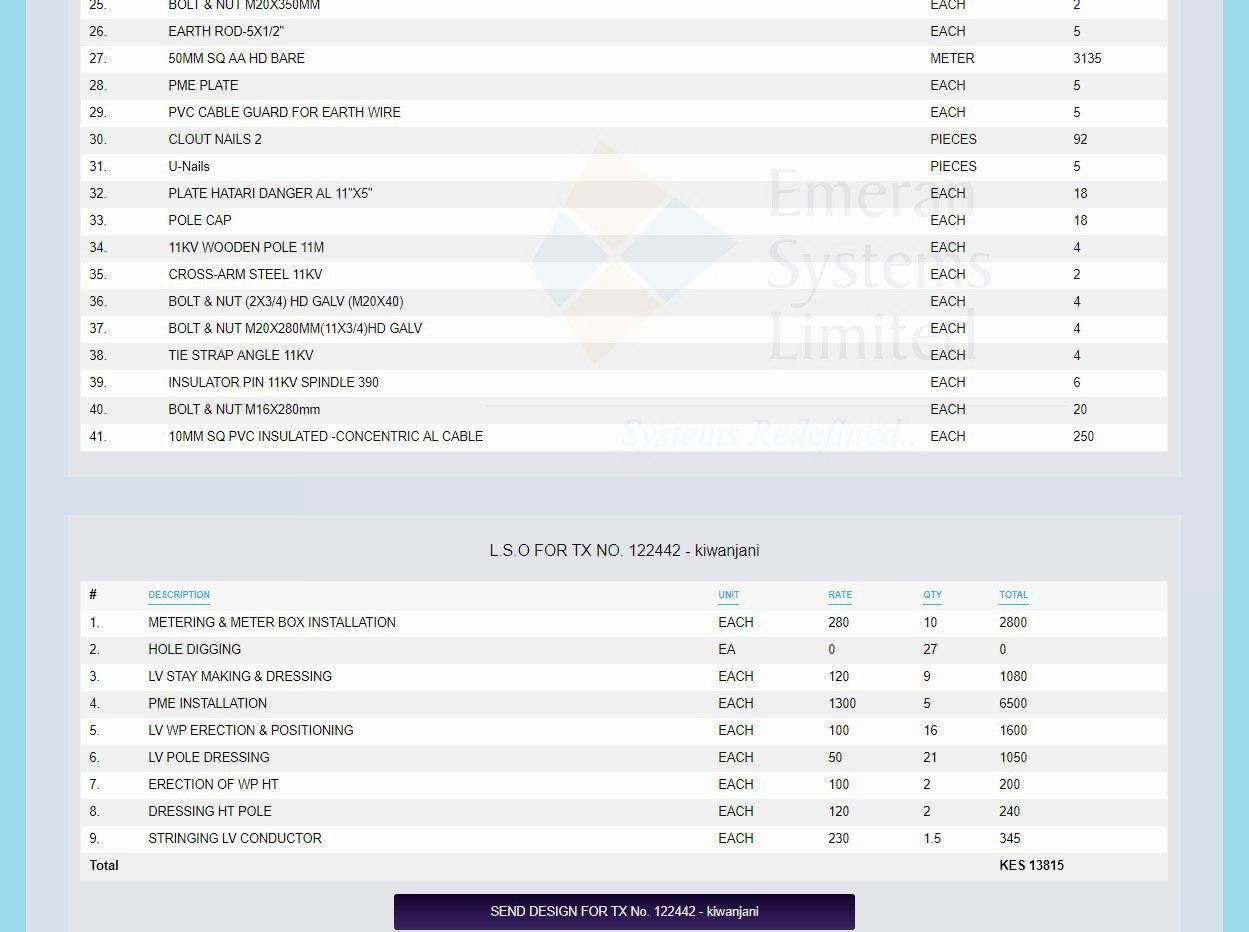 25. BOLT & NUT M20X350MM EACH 2
26. EARTH ROD-5X1/2" EACH 5
27. 50MM SQ AA HD BARE METER 3135
28. PME PLATE EACH 5
29. PVC CABLE GUARD FOR EARTH WIRE EACH 5
30. CLOUT NAILS 2 PIECES 92
31. U-Nails PIECES 5
32. PLATE HATARI DANGER AL 11"X5" EACH 18
33. POLE CAP EACH 18
34. 11KV WOODEN POLE 11M EACH 4
35. CROSS-ARM STEEL 11KV EACH 2
36. BOLT & NUT (2X3/4) HD GALV (M20X40) EACH 4
37. BOLT & NUT M20X280MM(11X3/4)HD GALV EACH 4
38. TIE STRAP ANGLE 11KV EACH 4
39. INSULATOR PIN 11KV SPINDLE 390 EACH 6
40. BOLT & NUT M16X280mm EACH 20
41. 10MM SQ PVC INSULATED -CONCENTRIC AL CABLE EACH 250
Emeran
Systems
Limited
Systems Redefined..
L.S.O FOR TX NO. 122442 - kiwanjani
# DESCRIPTION UNIT RATE QTY TOTAL
1. METERING & METER BOX INSTALLATION EACH 280 10 2800
2. HOLE DIGGING EA 0 27 0
3. LV STAY MAKING & DRESSING EACH 120 9 1080
4. PME INSTALLATION EACH 1300 5 6500
5. LV WP ERECTION & POSITIONING EACH 100 16 1600
6. LV POLE DRESSING EACH 50 21 1050
7. ERECTION OF WP HT EACH 100 2 200
8. DRESSING HT POLE EACH 120 2 240
9. STRINGING LV CONDUCTOR EACH 230 1.5 345
Total KES 13815
SEND DESIGN FOR TX No. 122442 - kiwanjani